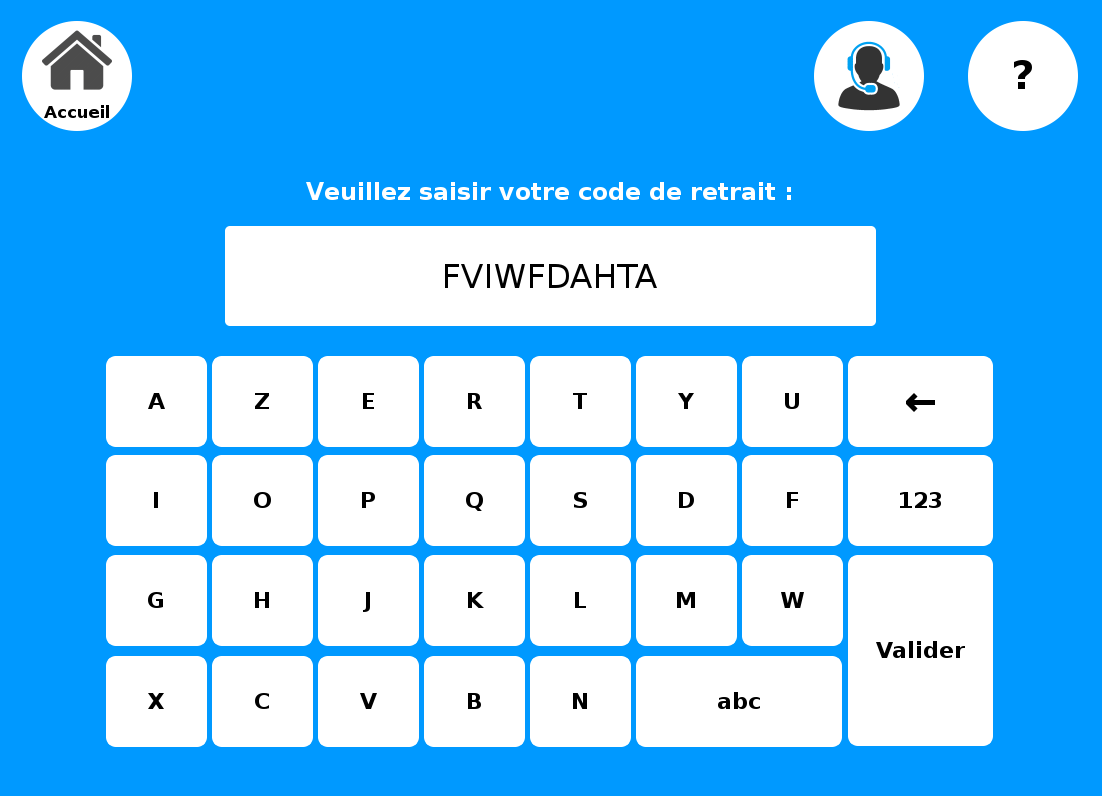 Accueil
?
Veuillez saisir votre code de retrait :
FVIWFDAHTA
A Z E R T Y U ←
I O P Q S D F 123
G H J K L M W
Valider
X C V B N abc